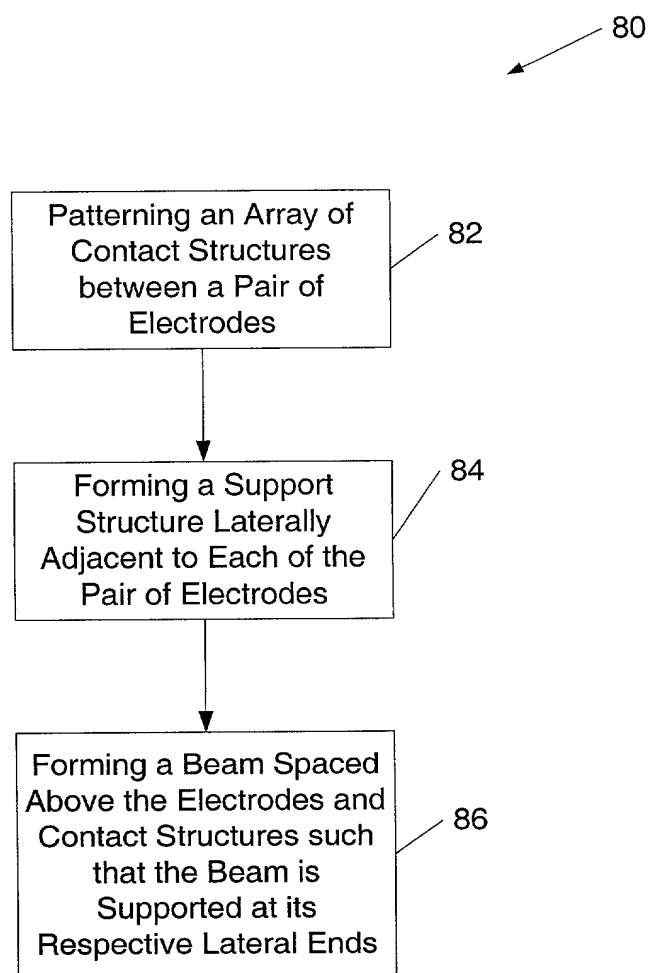 80
Patterning an Array of
Contact Structures
between a Pair of
Electrodes
82
Forming a Support
Structure Laterally
Adjacent to Each of the
Pair of Electrodes
84
Forming a Beam Spaced
Above the Electrodes and
Contact Structures such
that the Beam is
Supported at its
Respective Lateral Ends
86